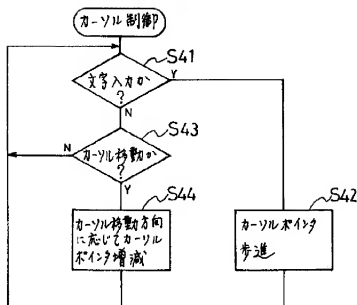 カーソル制御
S41
文字入力か
?
Y
N
S43
カーソル移動か
?
N
Y
S44
カーソル移動方向
に応じてカーソル
ポインタ増減
S42
カーソルポインタ
歩進